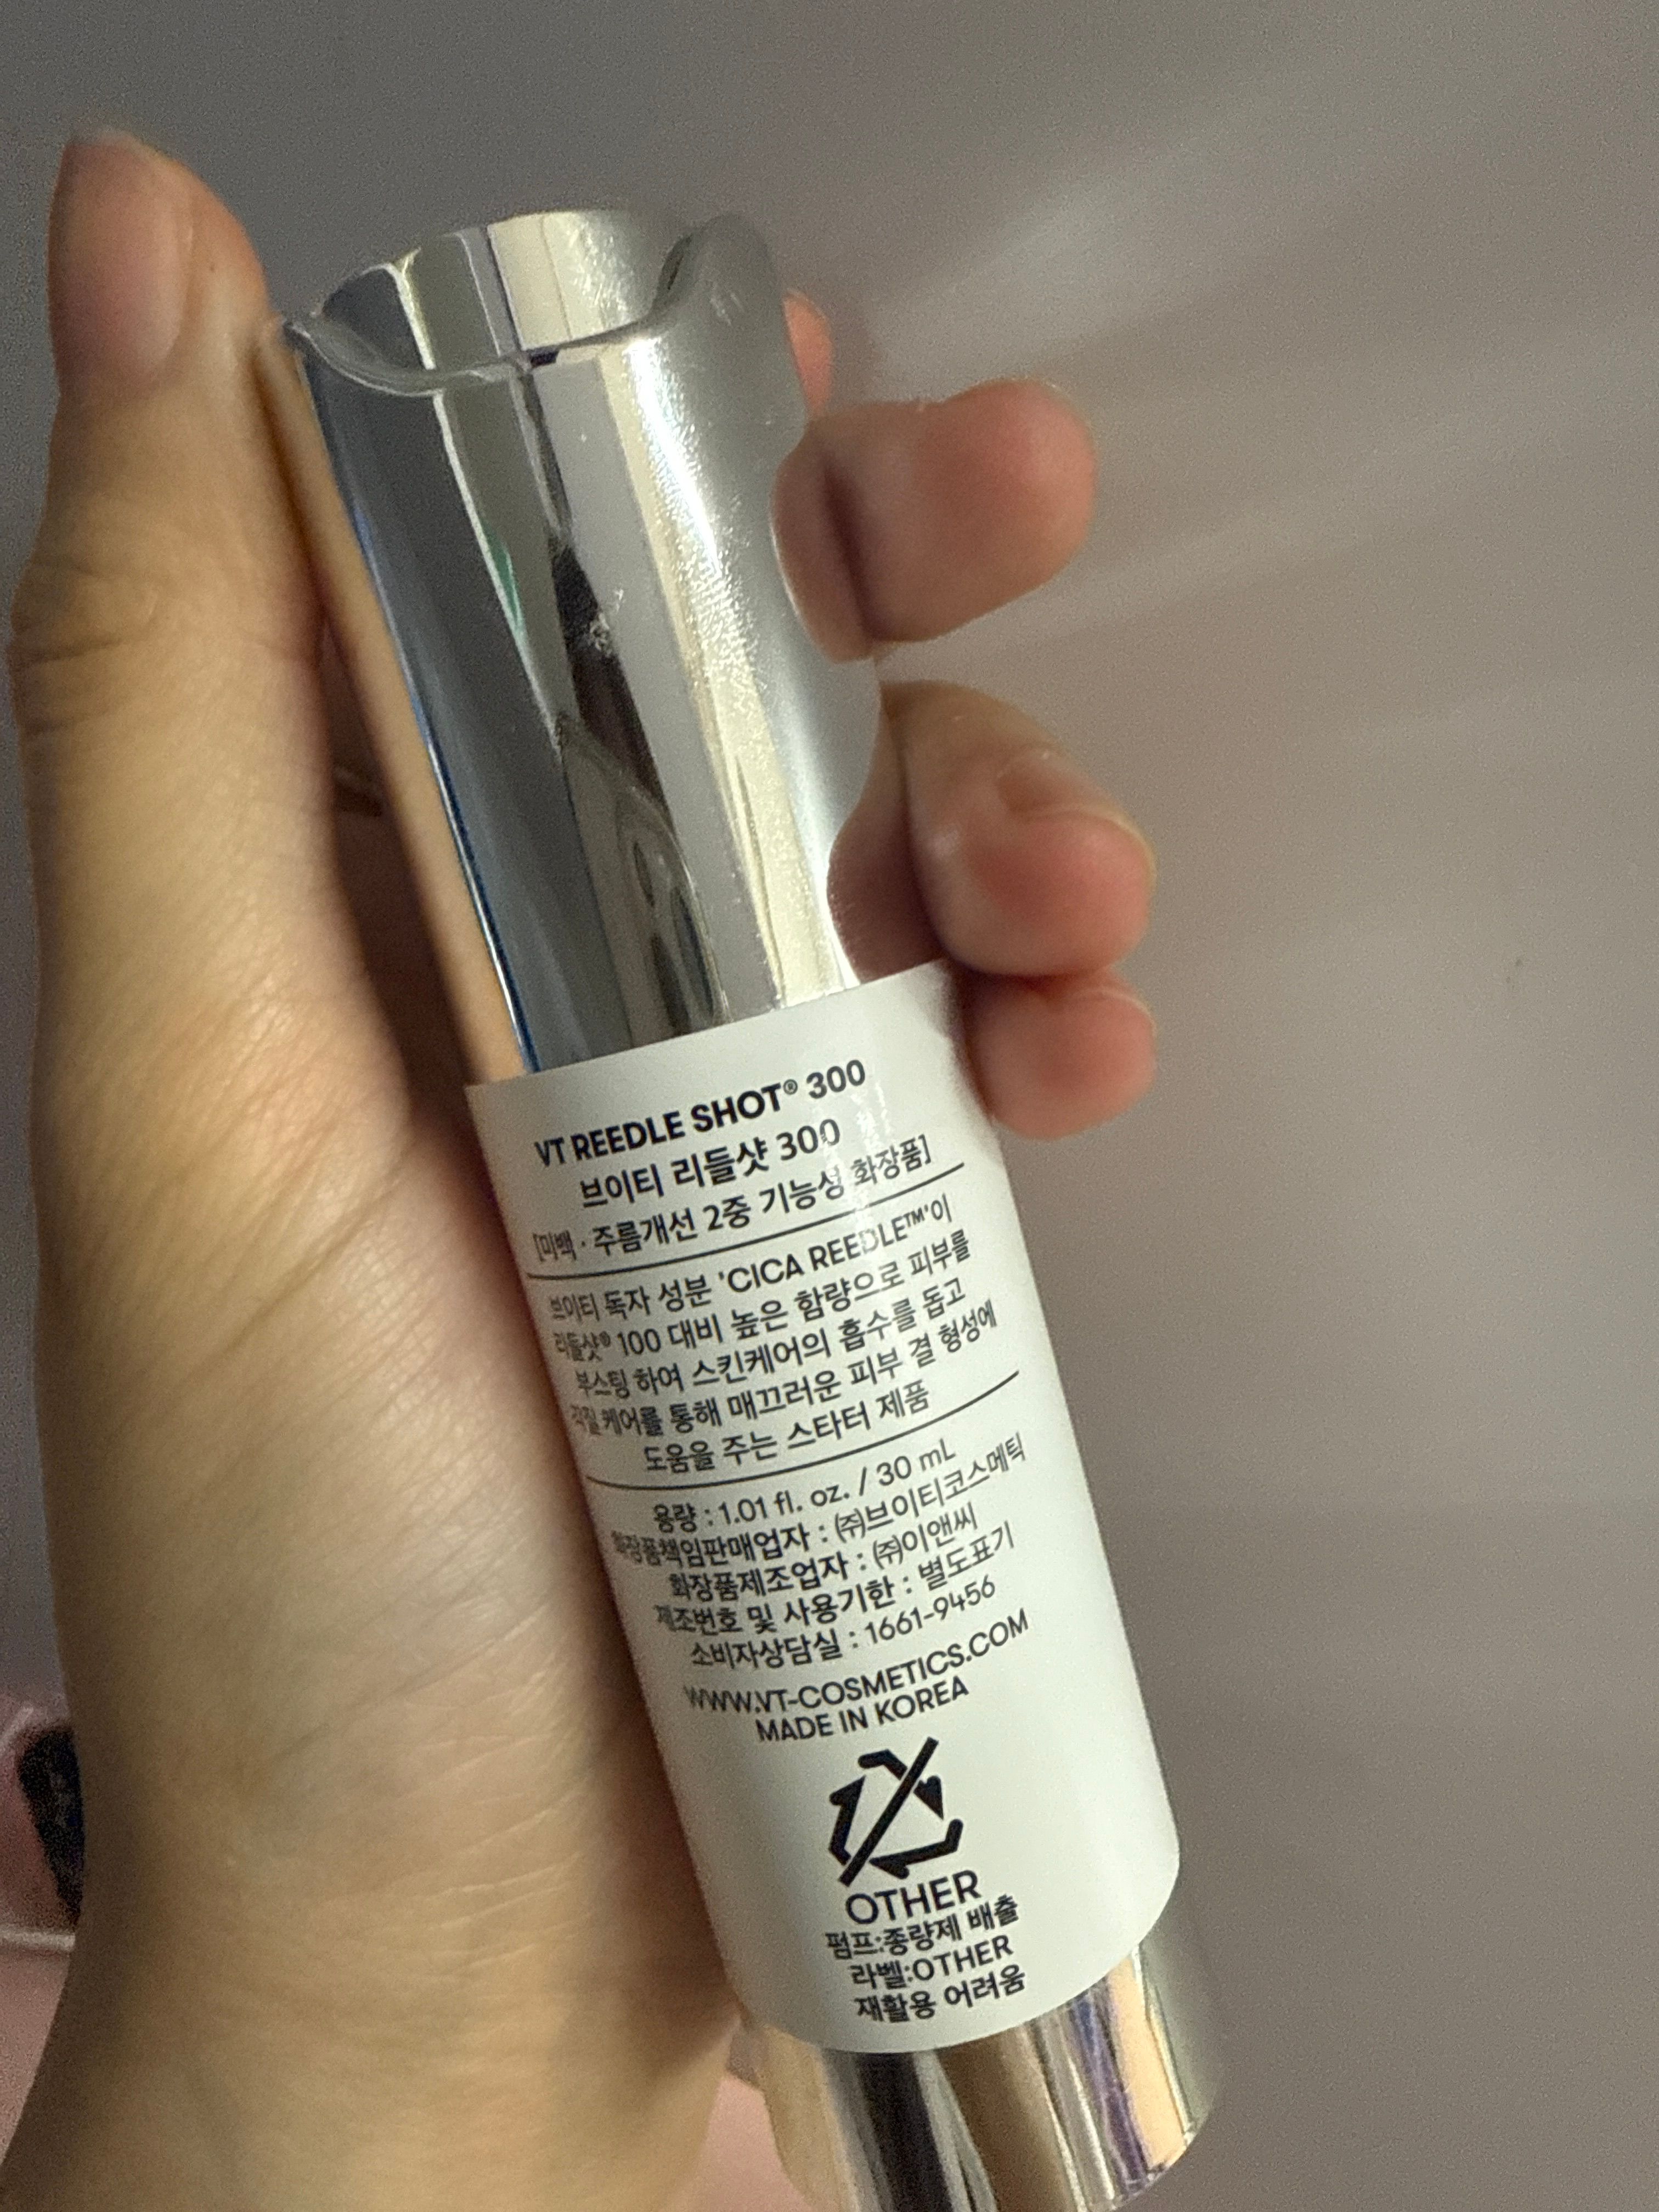 VT REEDLE SHOT® 300
브이티 리들샷 300
[미백 · 주름개선 2중 기능성 화장품]
브이티 독자 성분 'CICA REEDLE™'이
리들샷® 100 대비 높은 함량으로 피부를
부스팅 하여 스킨케어의 흡수를 돕고
각질 케어를 통해 매끄러운 피부 결 형성에
도움을 주는 스타터 제품
용량 : 1.01 fl. oz. / 30 mL
화장품책임판매업자 : ㈜브이티코스메틱
화장품제조업자 : ㈜이앤씨
제조번호 및 사용기한 : 별도표기
소비자상담실 : 1661-9456
WWW.VT-COSMETICS.COM
MADE IN KOREA
OTHER
펌프:종량제 배출
라벨:OTHER
재활용 어려움